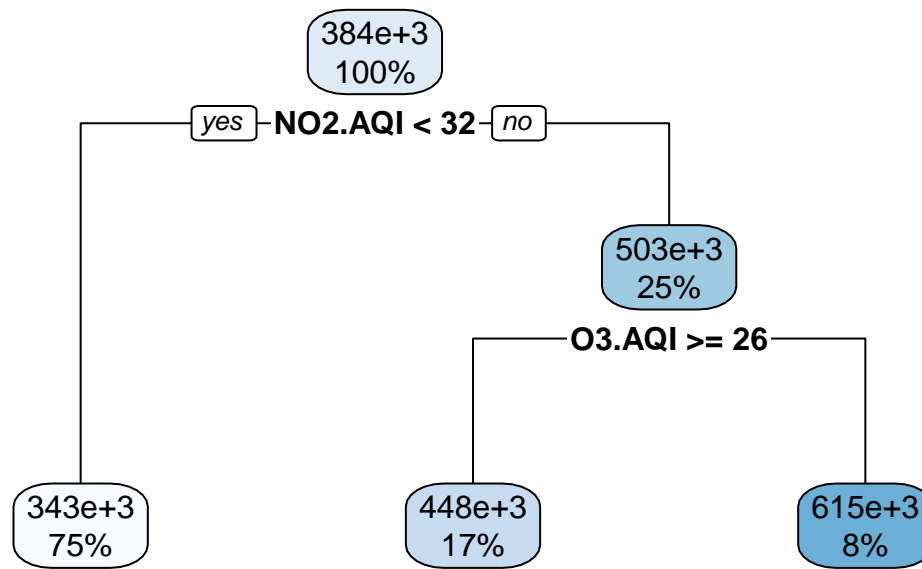 384e+3
100%
yes NO2.AQI < 32 no
503e+3
25%
O3.AQI >= 26
343e+3
75%
448e+3
17%
615e+3
8%